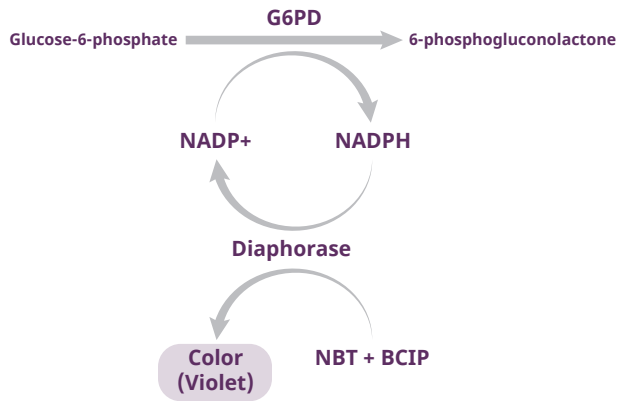 G6PD
Glucose-6-phosphate
6-phosphogluconolactone
NADP+
NADPH
Diaphorase
Color
(Violet)
NBT + BCIP